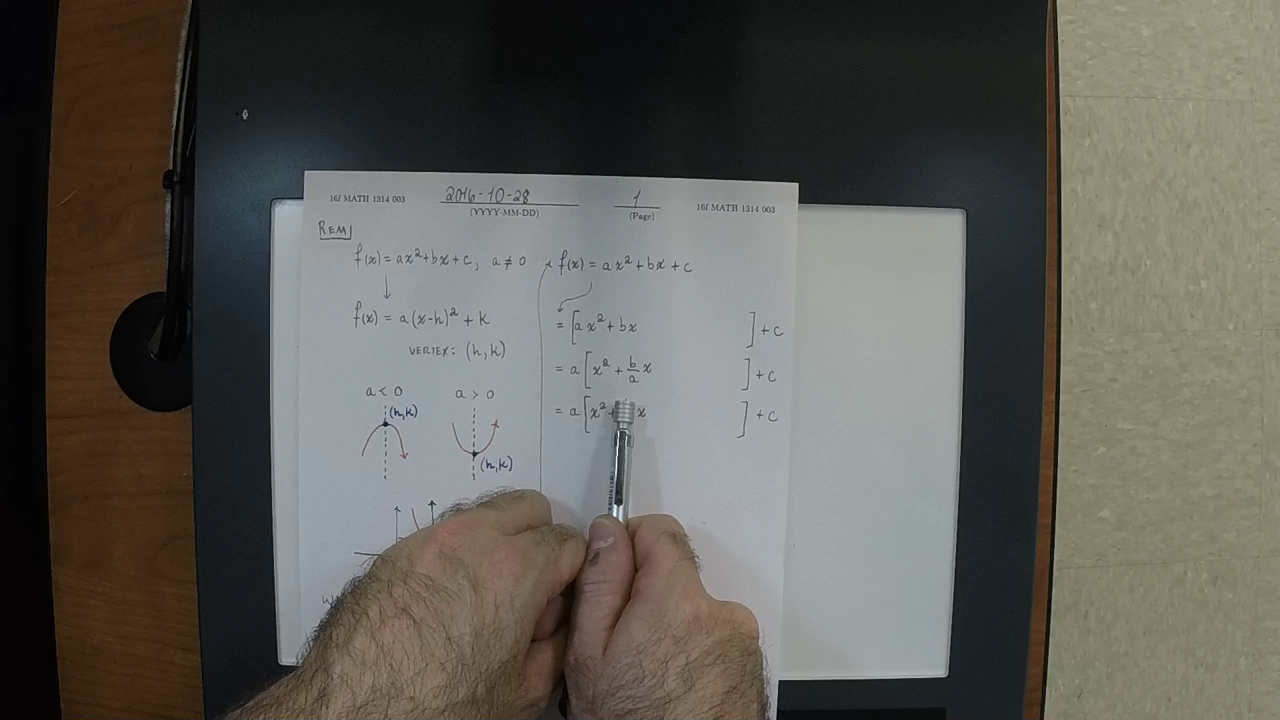 16f MATH 1314 003
2016-10-28
(YYYY-MM-DD)
1
(Page)
16f MATH 1314 003
REM
f(x) = ax²+bx+c, a ≠ 0
f(x) = a(x-h)² + k
VERTEX: (h,k)
a < 0
a > 0
(h,k)
(h,k)
f(x) = ax²+bx+c
= [ax²+bx ]+c
= a[x²+ b/a x ]+c
= a[x²+ x ]+c